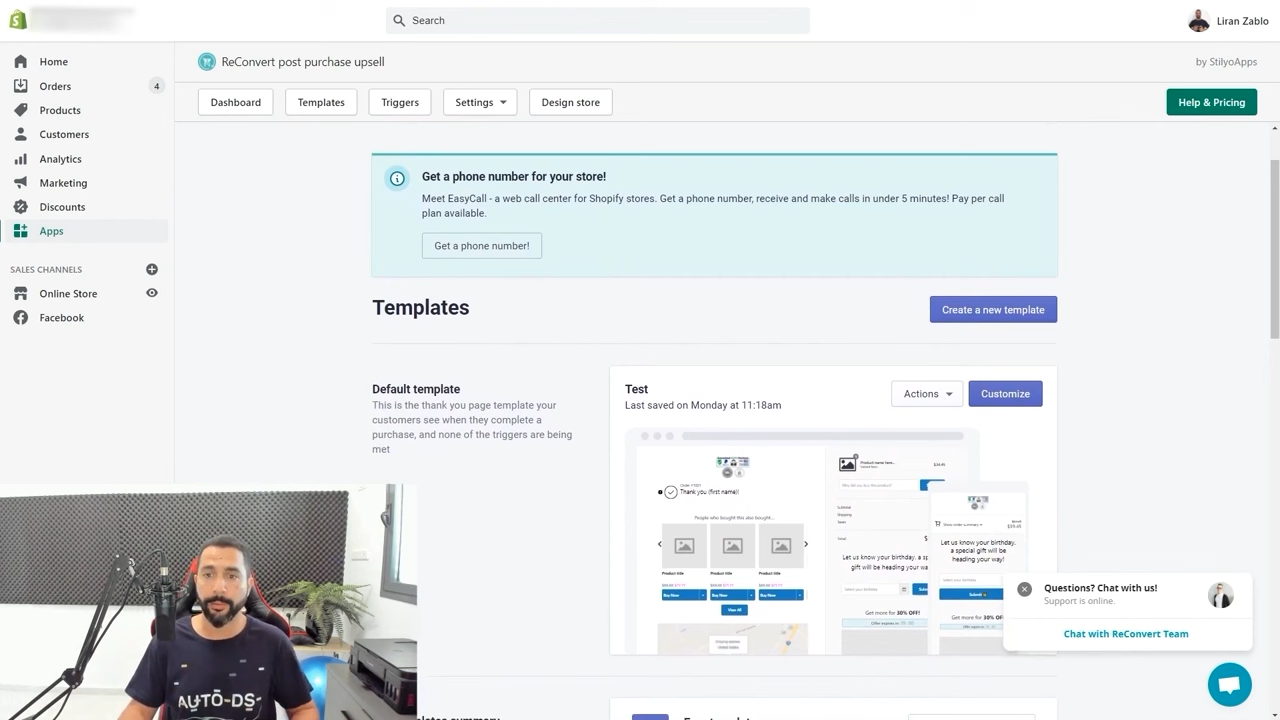 Search
Liran Zablo
Home
Orders
4
Products
Customers
Analytics
Marketing
Discounts
Apps
SALES CHANNELS
Online Store
Facebook
ReConvert post purchase upsell
by StilyoApps
Dashboard
Templates
Triggers
Settings
Design store
Help & Pricing
Get a phone number for your store!
Meet EasyCall - a web call center for Shopify stores. Get a phone number, receive and make calls in under 5 minutes! Pay per call
plan available.
Get a phone number!
Templates
Create a new template
Default template
This is the thank you page template your
customers see when they complete a
purchase, and none of the triggers are being
met
Test
Last saved on Monday at 11:18am
Actions
Customize
Thank you {first name}!
People who bought this also bought...
Product title
Product title
Product title
Buy Now
Buy Now
Buy Now
View All
Product name here...
Let us know your birthday,
a special gift will be
heading your way!
Get more for 30% OFF!
Let us know your birthday,
a special gift will be
heading your way!
Submit
Get more for 30%
Questions? Chat with us!
Support is online.
Chat with ReConvert Team
AUTO-DS-